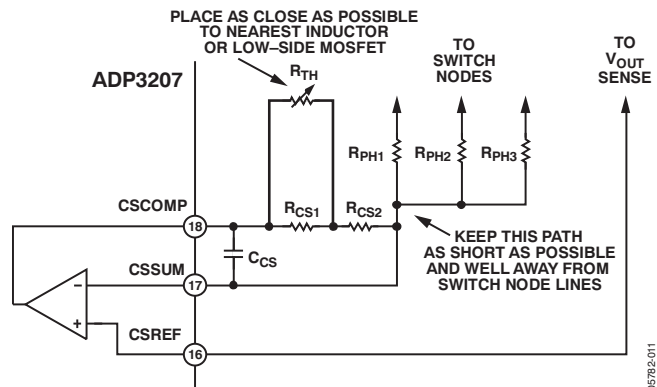 PLACE AS CLOSE AS POSSIBLE
TO NEAREST INDUCTOR
OR LOW–SIDE MOSFET
TO
SWITCH
NODES
TO
VOUT
SENSE
ADP3207
RTH
RPH1
RPH2
RPH3
CSCOMP
18
RCS1
RCS2
KEEP THIS PATH
AS SHORT AS POSSIBLE
AND WELL AWAY FROM
SWITCH NODE LINES
CCS
CSSUM
17
–
+
CSREF
16